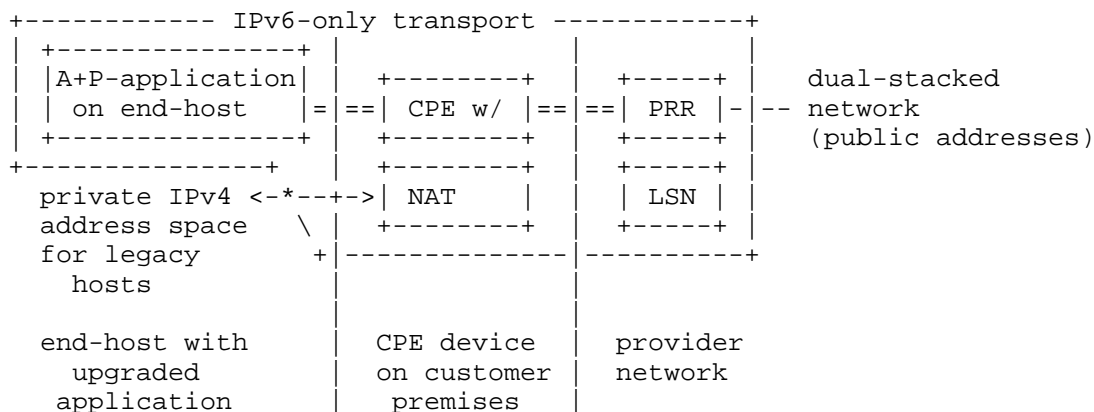 +------------ IPv6-only transport ------------+
| +---------------+ |               |          |
| |A+P-application| |  +--------+   |  +-----+ |   dual-stacked
| | on end-host   |=|==| CPE w/ |==|==| PRR |-|-- network
| +---------------+ |  +--------+   |  +-----+ |   (public addresses)
+---------------+   |  +--------+   |  +-----+ |
  private IPv4 <-*--+->| NAT    |   |  | LSN | |
  address space   \ |  +--------+   |  +-----+ |
  for legacy       +|--------------|----------+
    hosts           |               |
                    |               |
  end-host with     |  CPE device   |  provider
    upgraded        |  on customer  |  network
   application      |   premises    |